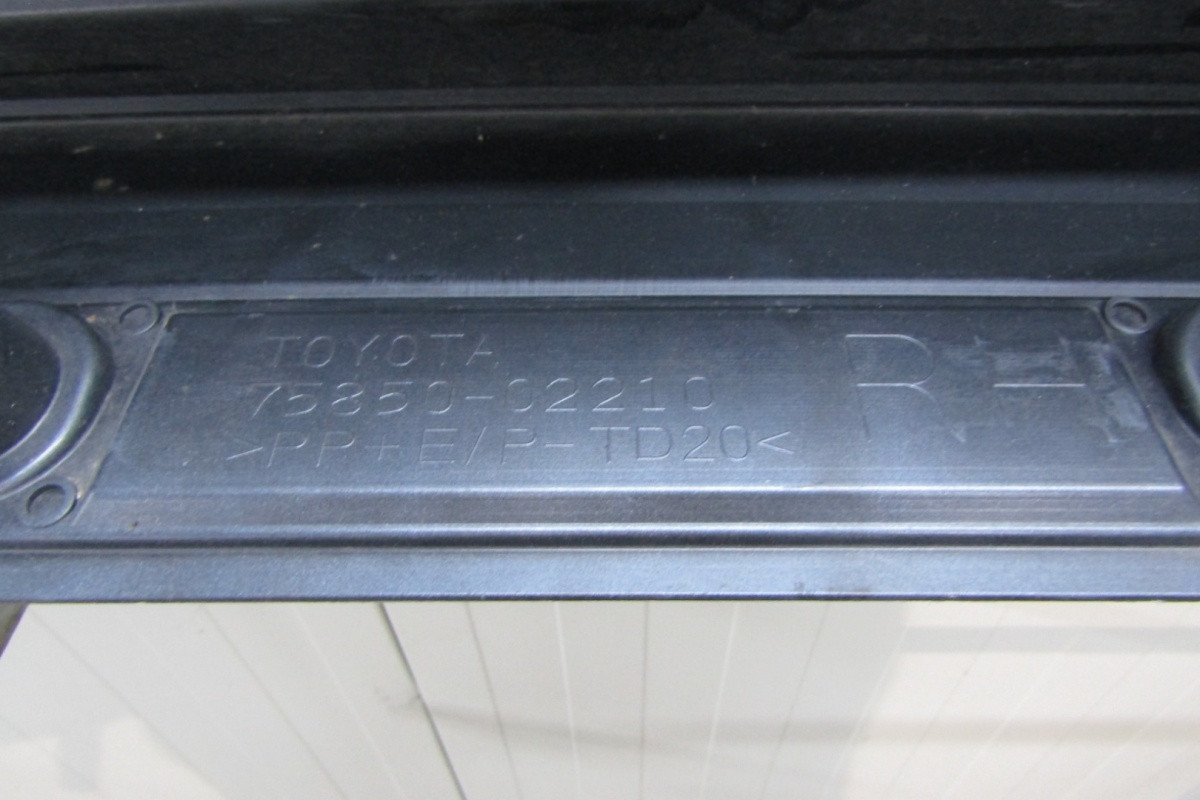 TOYOTA
75850-02210
>PP+E/P-TD20<
RH